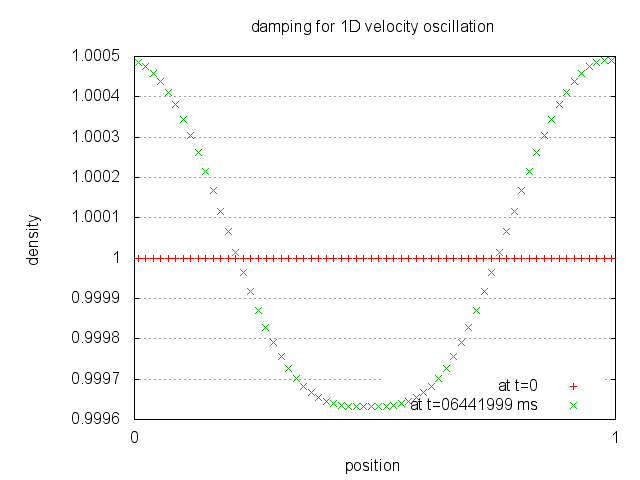 damping for 1D velocity oscillation
1.0005
1.0004
1.0003
1.0002
1.0001
1
0.9999
0.9998
0.9997
0.9996
density
at t=0
at t=06441999 ms
0 1
position